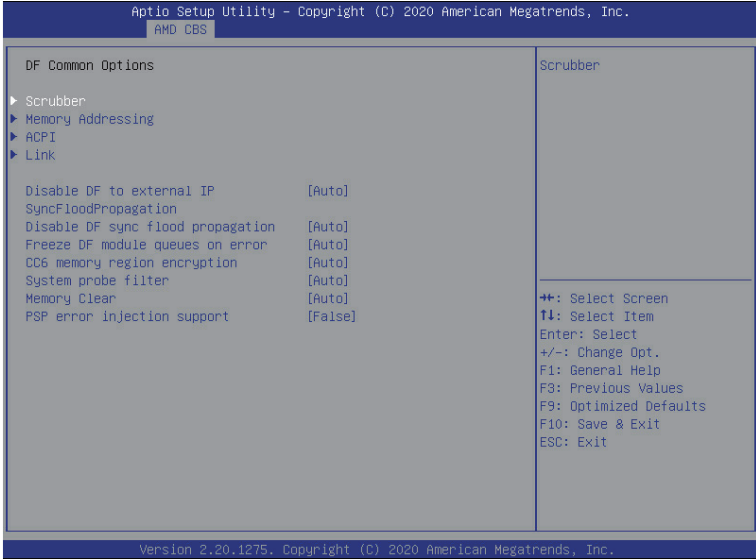 Aptio Setup Utility – Copyright (C) 2020 American Megatrends, Inc.
AMD CBS
DF Common Options
Scrubber
Memory Addressing
ACPI
Link
Disable DF to external IP [Auto]
SyncFloodPropagation
Disable DF sync flood propagation [Auto]
Freeze DF module queues on error [Auto]
CC6 memory region encryption [Auto]
System probe filter [Auto]
Memory Clear [Auto]
PSP error injection support [False]
Scrubber
→←: Select Screen
↑↓: Select Item
Enter: Select
+/-: Change Opt.
F1: General Help
F3: Previous Values
F9: Optimized Defaults
F10: Save & Exit
ESC: Exit
Version 2.20.1275. Copyright (C) 2020 American Megatrends, Inc.